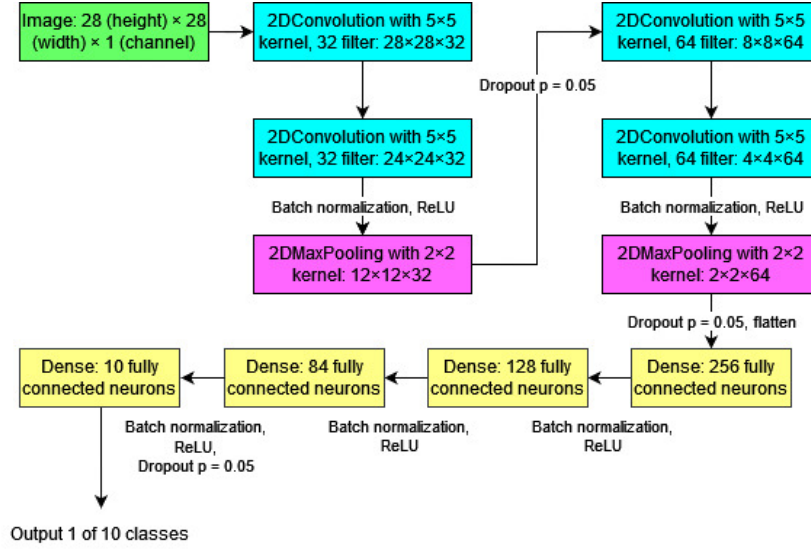 Image: 28 (height) × 28
(width) × 1 (channel)
2DConvolution with 5×5
kernel, 32 filter: 28×28×32
2DConvolution with 5×5
kernel, 32 filter: 24×24×32
Batch normalization, ReLU
2DMaxPooling with 2×2
kernel: 12×12×32
Dropout p = 0.05
2DConvolution with 5×5
kernel, 64 filter: 8×8×64
2DConvolution with 5×5
kernel, 64 filter: 4×4×64
Batch normalization, ReLU
2DMaxPooling with 2×2
kernel: 2×2×64
Dropout p = 0.05, flatten
Dense: 256 fully
connected neurons
Batch normalization,
ReLU
Dense: 128 fully
connected neurons
Batch normalization,
ReLU
Dense: 84 fully
connected neurons
Batch normalization,
ReLU,
Dropout p = 0.05
Dense: 10 fully
connected neurons
Output 1 of 10 classes